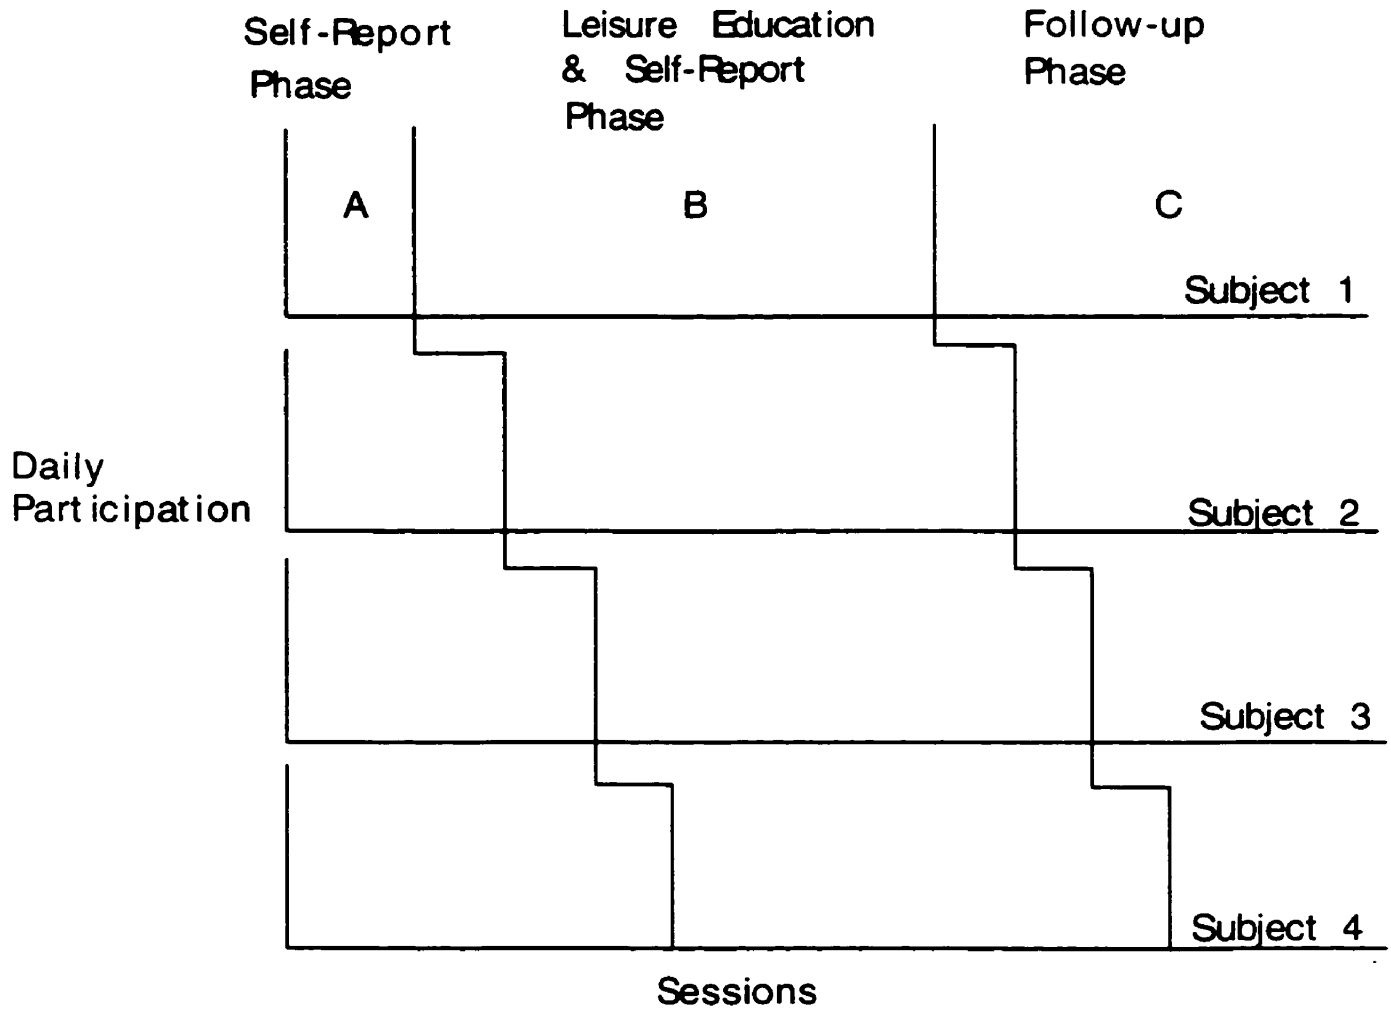 Self-Report
Phase
Leisure Education
& Self-Report
Phase
Follow-up
Phase
A
B
C
Subject 1
Daily
Participation
Subject 2
Subject 3
Subject 4
Sessions